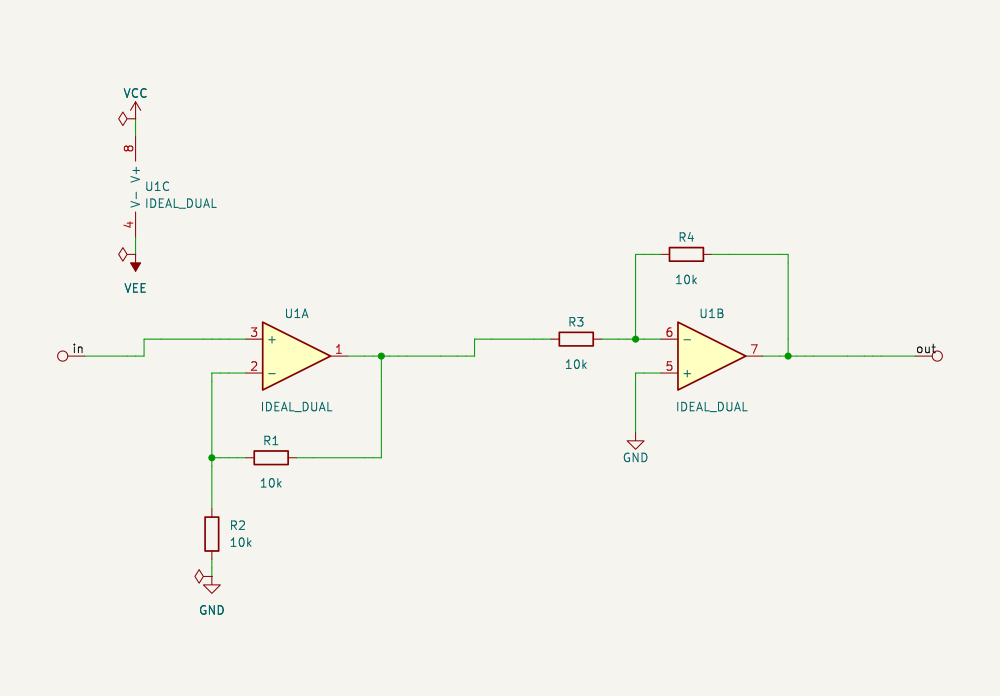 VCC
8
V+
U1C
V-
IDEAL_DUAL
4
VEE
R4
10k
U1A
U1B
in
3
+
1
R3
6
-
7
out
2
-
10k
5
+
IDEAL_DUAL
IDEAL_DUAL
R1
GND
10k
R2
10k
GND